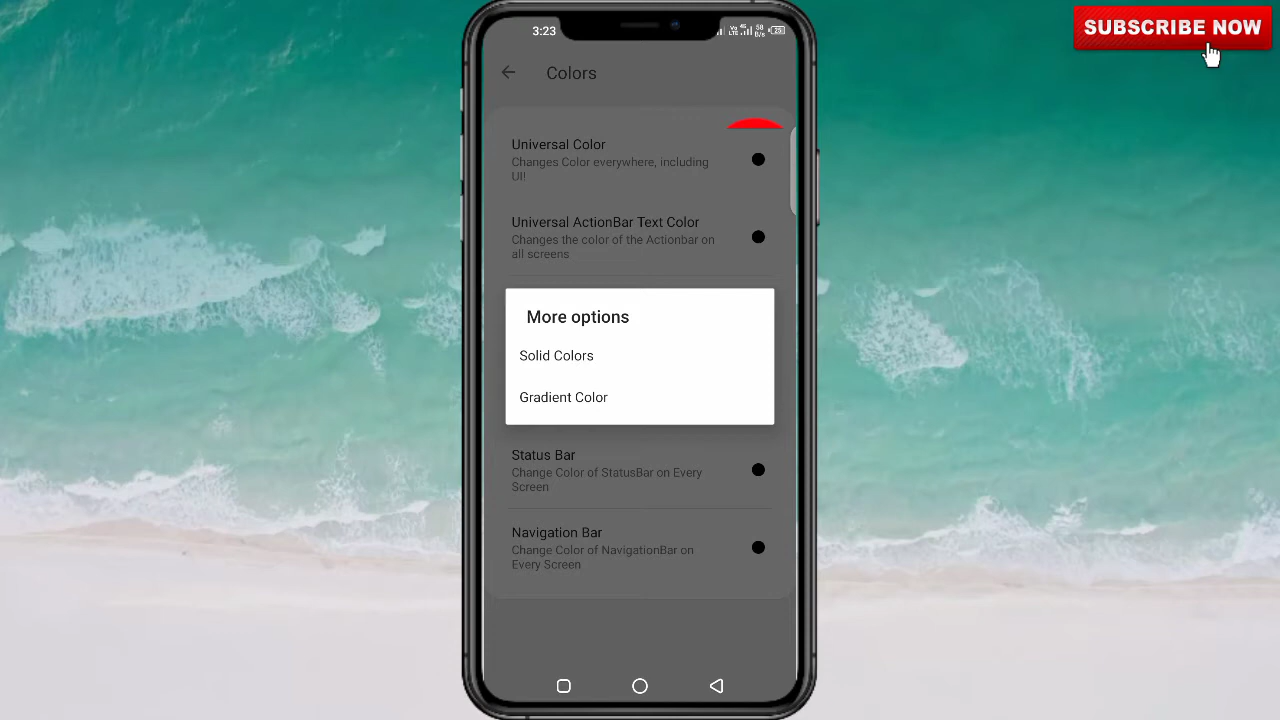 SUBSCRIBE NOW
3:23
Colors
Universal Color
Changes Color everywhere, including
UI!
Universal ActionBar Text Color
Changes the color of the Actionbar on
all screens
More options
Solid Colors
Gradient Color
Status Bar
Change Color of StatusBar on Every
Screen
Navigation Bar
Change Color of NavigationBar on
Every Screen